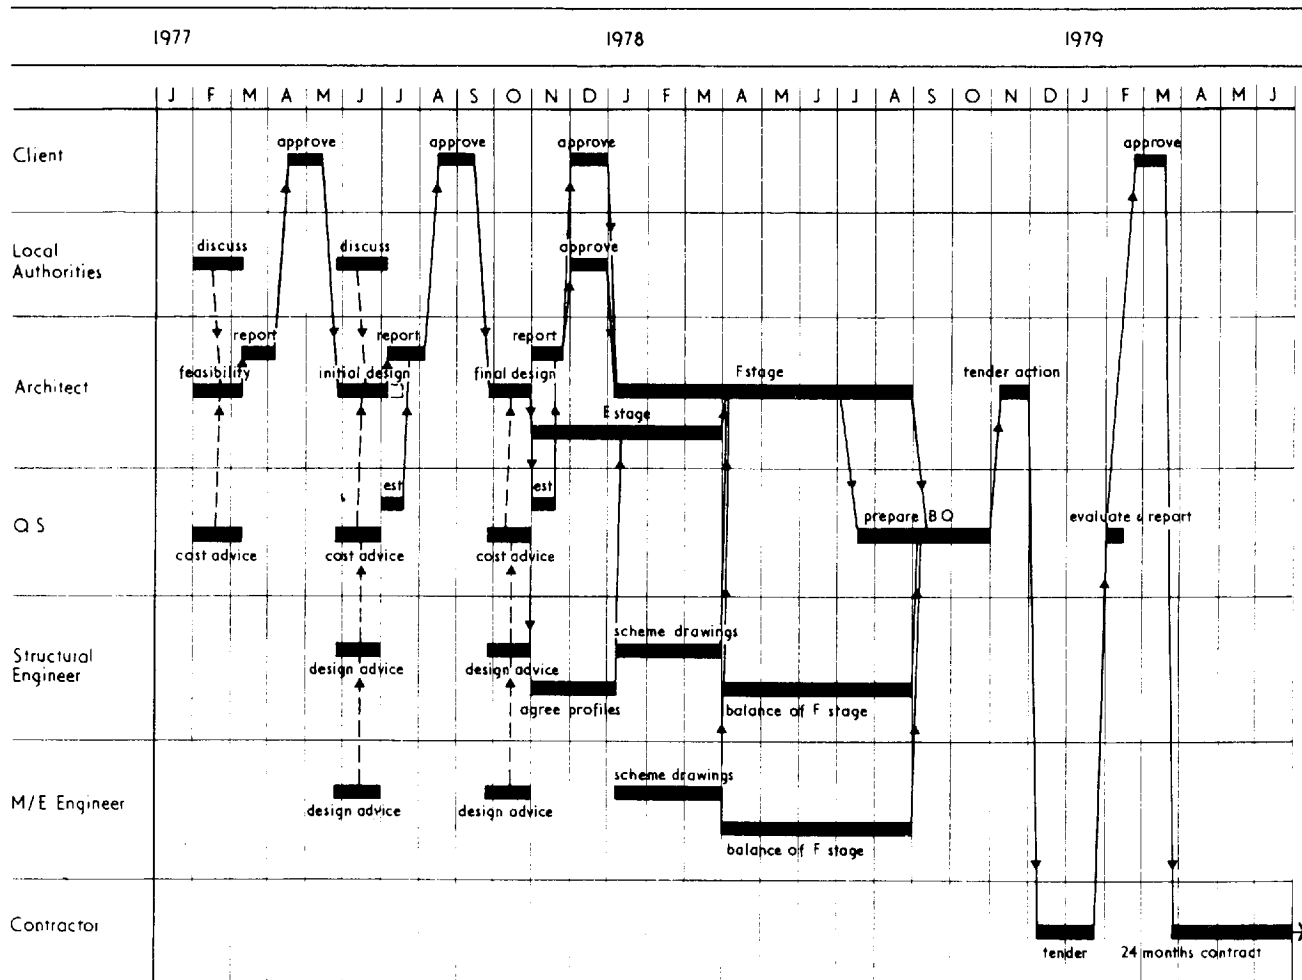 1977 1978 1979
J F M A M J J A S O N D J F M A M J J A S O N D J F M A M J
Client approve approve approve approve
Local discuss discuss approve
Authorities
report report report
Architect feasibility initial design final design F stage tender action
E stage
est est
Q S prepare B Q evaluate & report
cost advice cost advice cost advice
Structural scheme drawings
Engineer design advice design advice
agree profiles balance of F stage
M/E Engineer scheme drawings
design advice design advice
balance of F stage
Contractor
tender 24 months contract